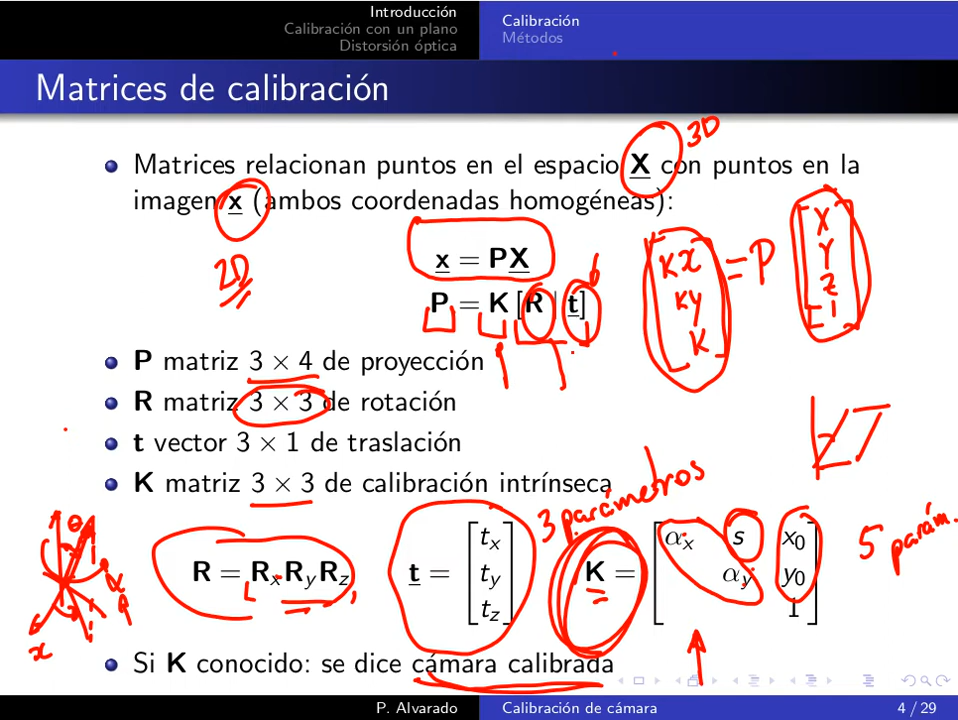 Introducción
Calibración con un plano
Distorsión óptica
Calibración
Métodos
Matrices de calibración
3D
Matrices relacionan puntos en el espacio X con puntos en la
imagen x (ambos coordenadas homogéneas):
2D
x = PX
P = K [R | t]
[kx ky k] = P [X Y Z 1]
P matriz 3 × 4 de proyección
R matriz 3 × 3 de rotación
t vector 3 × 1 de traslación
K matriz 3 × 3 de calibración intrínseca
3 parámetros
5 parám.
θ
x
R = RxRyRz,
t = [tx ty tz]
K = [αx s x0 αy y0 1]
Si K conocido: se dice cámara calibrada
P. Alvarado
Calibración de cámara
4 / 29